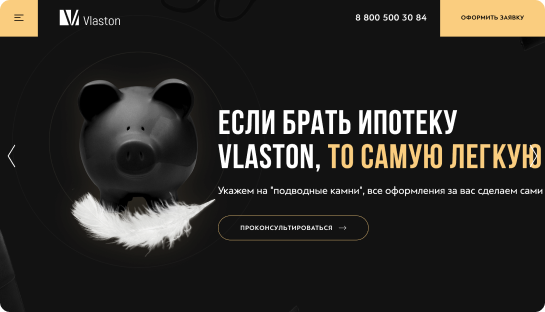 Vlaston
8 800 500 30 84
ОФОРМИТЬ ЗАЯВКУ
ЕСЛИ БРАТЬ ИПОТЕКУ
VLASTON, ТО САМУЮ ЛЕГКУЮ
Укажем на "подводные камни", все оформления за вас сделаем сами
ПРОКОНСУЛЬТИРОВАТЬСЯ